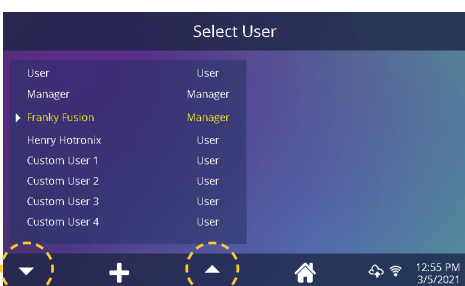 Select User
User User
Manager Manager
Franky Fusion Manager
Henry Hotronix User
Custom User 1 User
Custom User 2 User
Custom User 3 User
Custom User 4 User
12:55 PM
3/5/2021